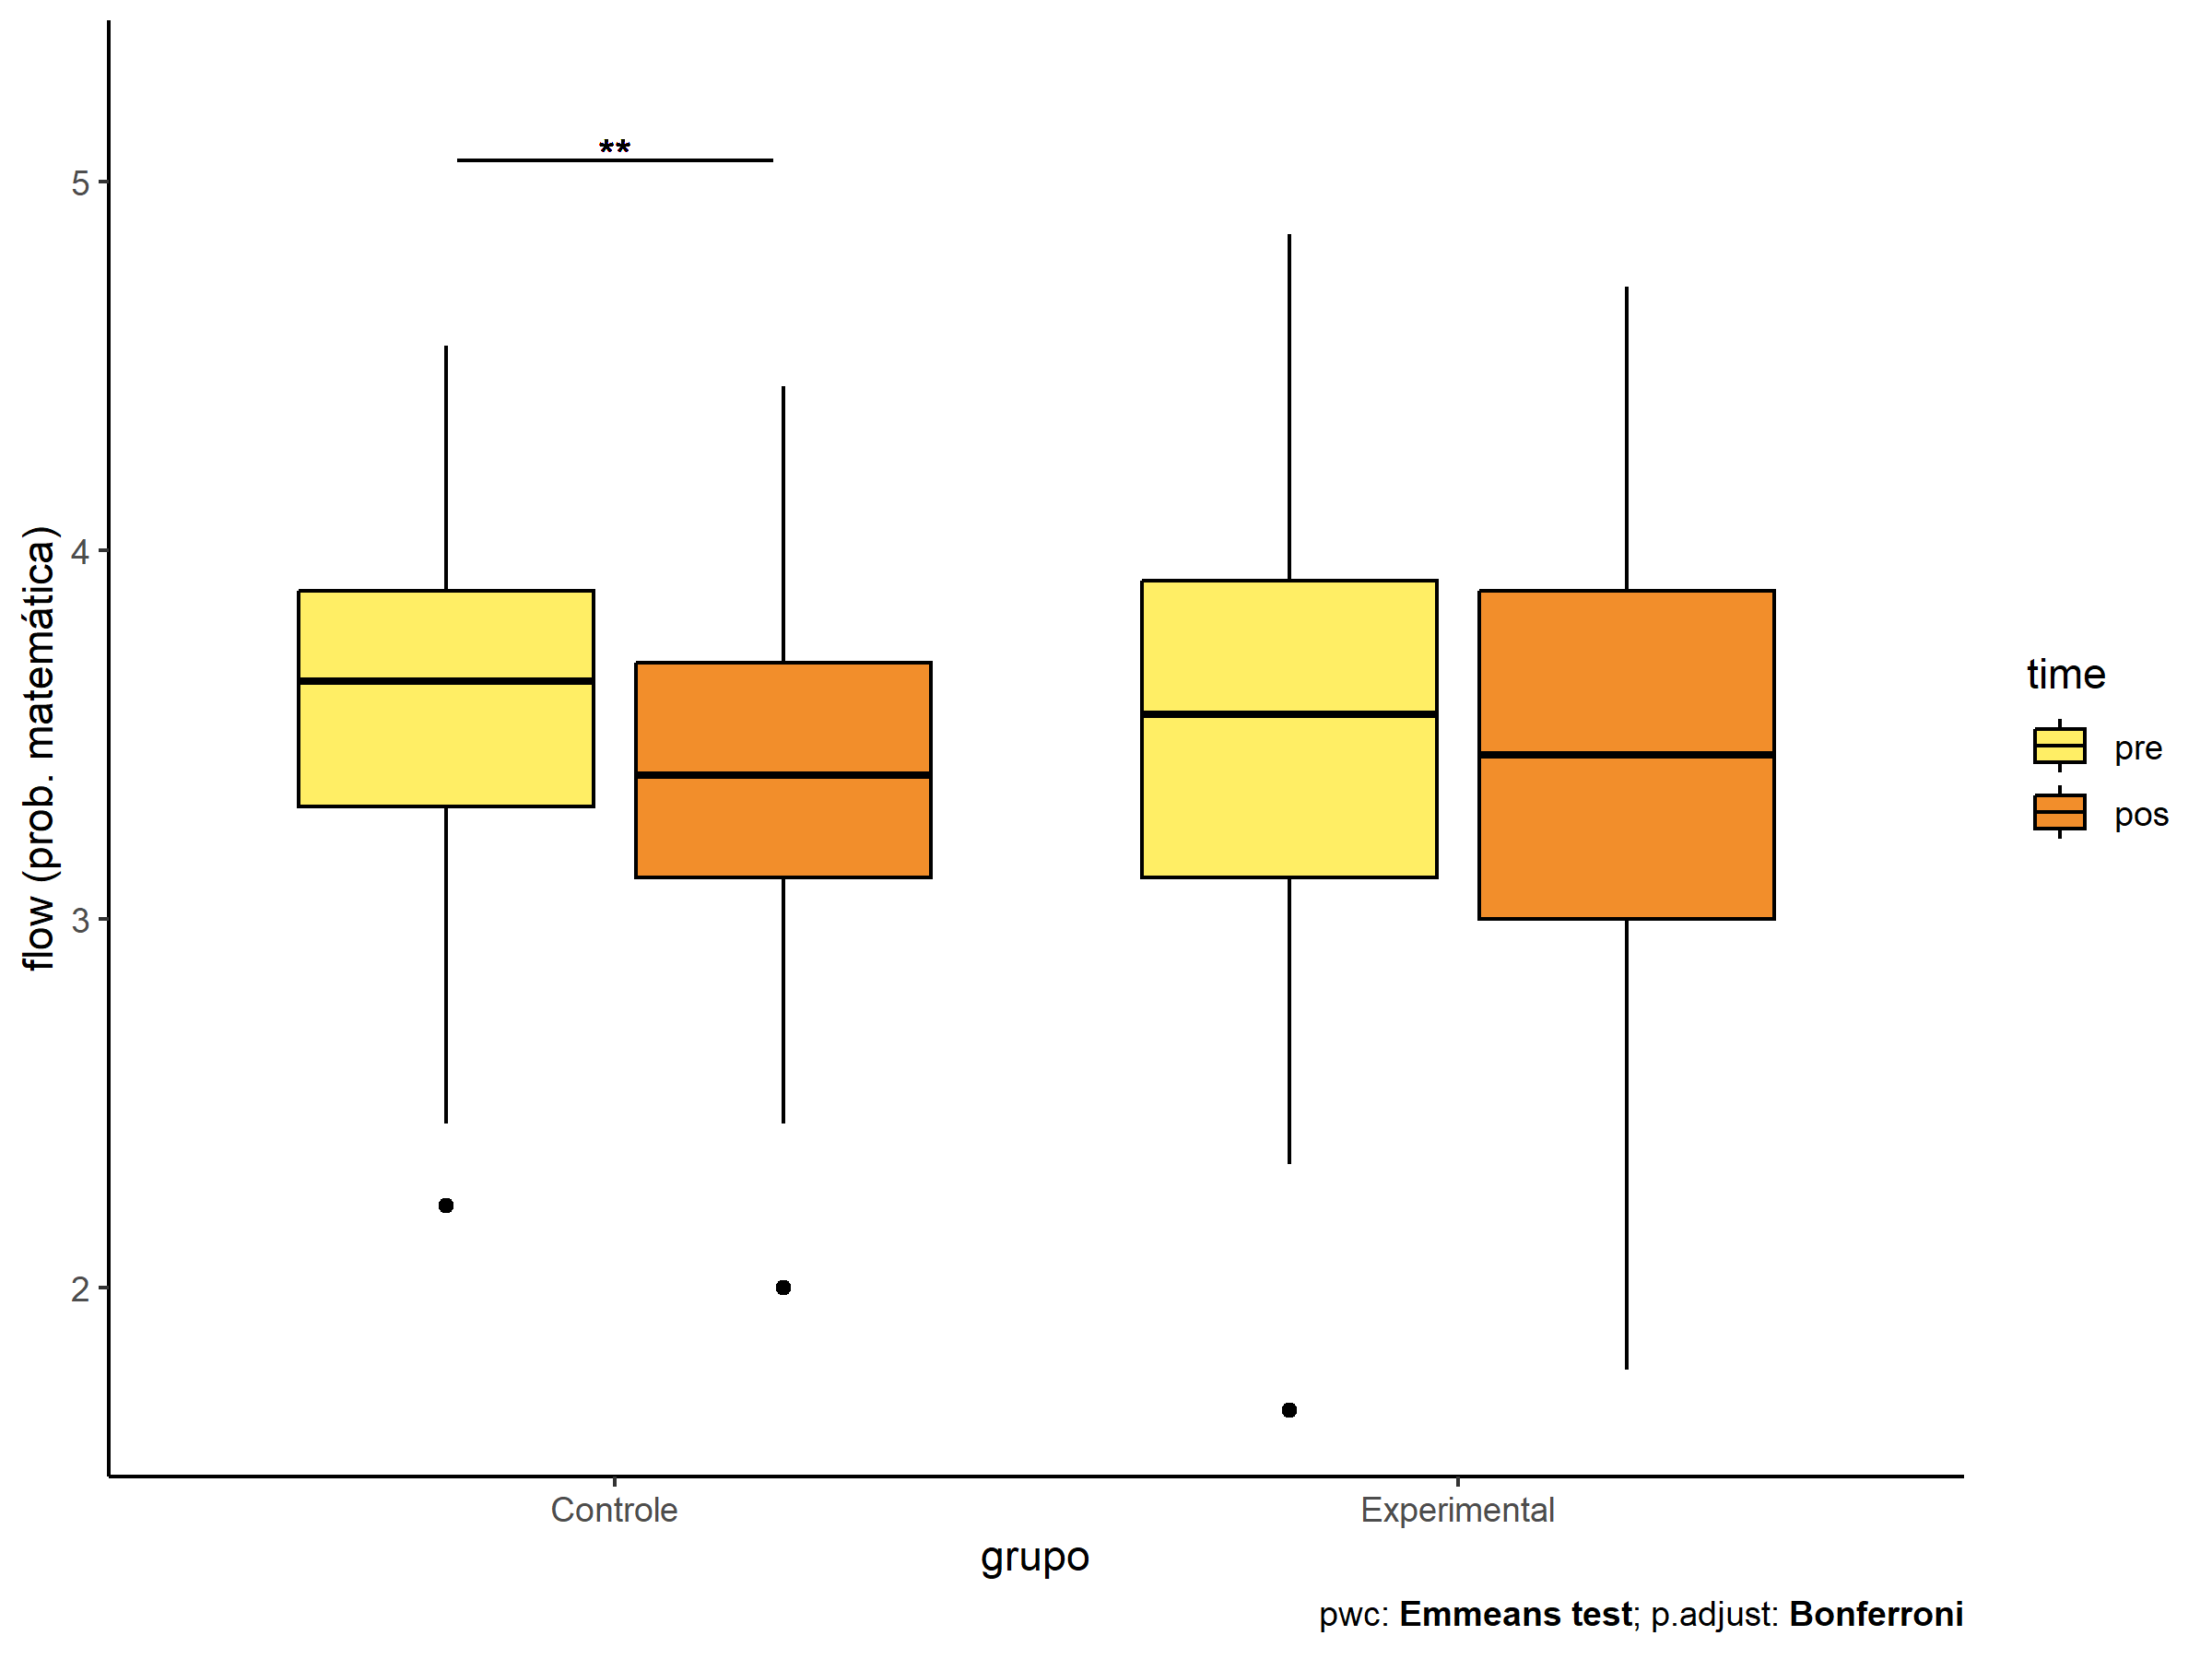 **
5
4
3
2
flow (prob. matemática)
Controle
Experimental
grupo
time
pre
pos
pwc: Emmeans test; p.adjust: Bonferroni